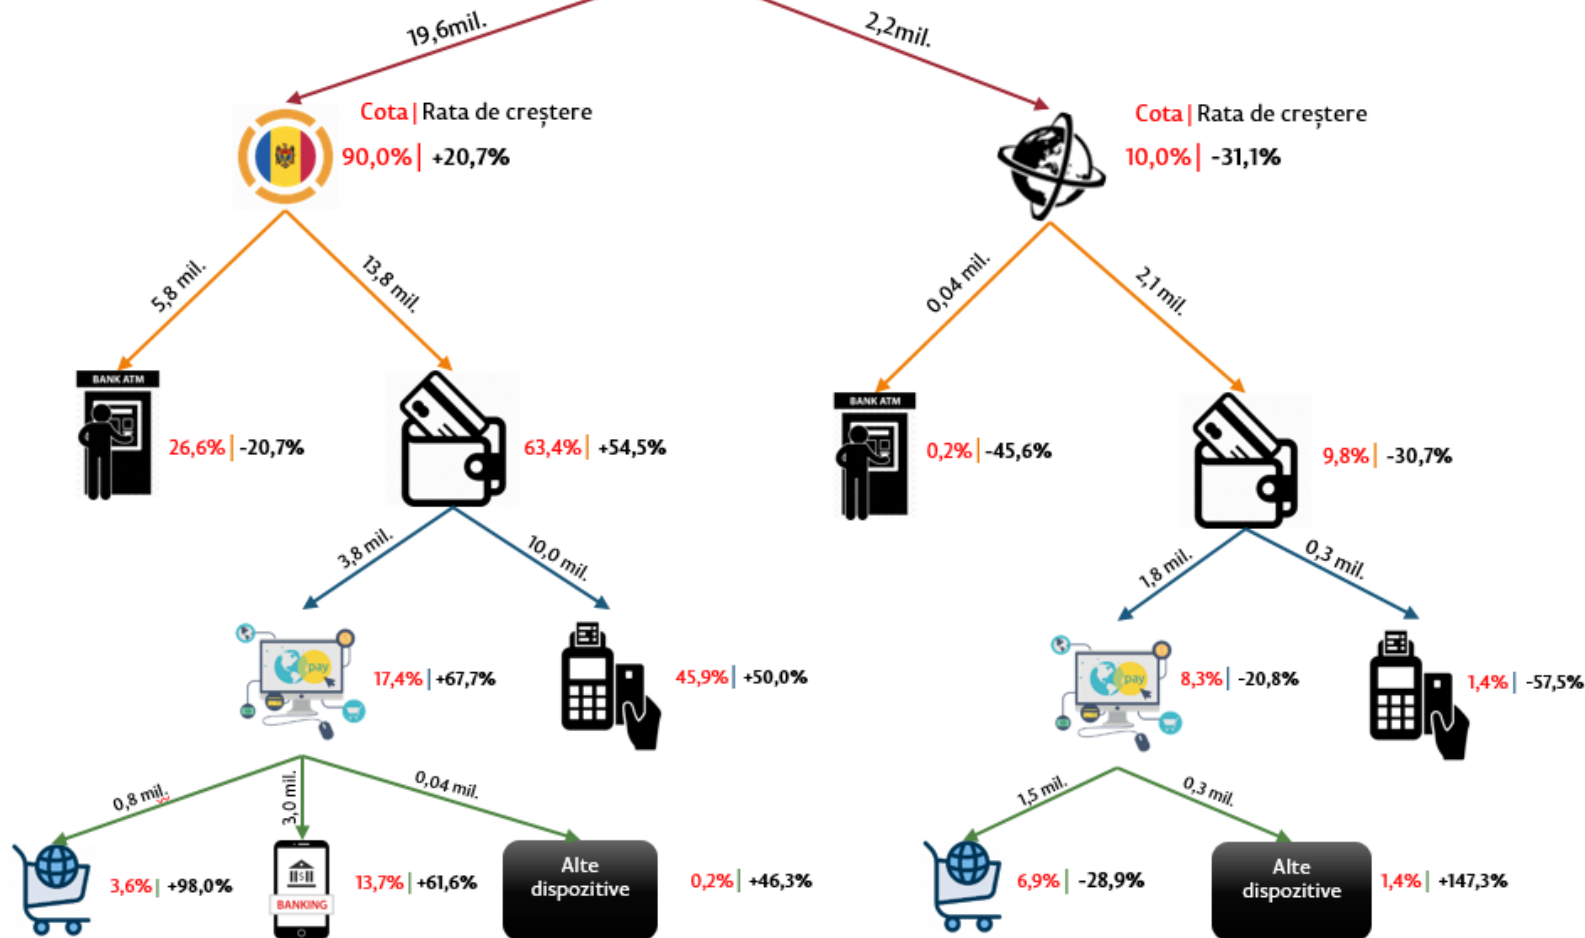 19,6mil.
2,2mil.
Cota| Rata de creștere
90,0%| +20,7%
Cota| Rata de creștere
10,0%| -31,1%
5,8 mil.
13,8 mil.
0,04 mil.
2,1 mil.
BANK ATM
26,6%| -20,7%
63,4%| +54,5%
BANK ATM
0,2%| -45,6%
9,8%| -30,7%
3,8 mil.
10,0 mil.
1,8 mil.
0,3 mil.
pay
17,4%| +67,7%
45,9%| +50,0%
pay
8,3%| -20,8%
1,4%| -57,5%
0,8 mil.
3,0 mil.
0,04 mil.
1,5 mil.
0,3 mil.
3,6%| +98,0%
BANKING
13,7%| +61,6%
Alte
dispozitive
0,2%| +46,3%
6,9%| -28,9%
Alte
dispozitive
1,4%| +147,3%